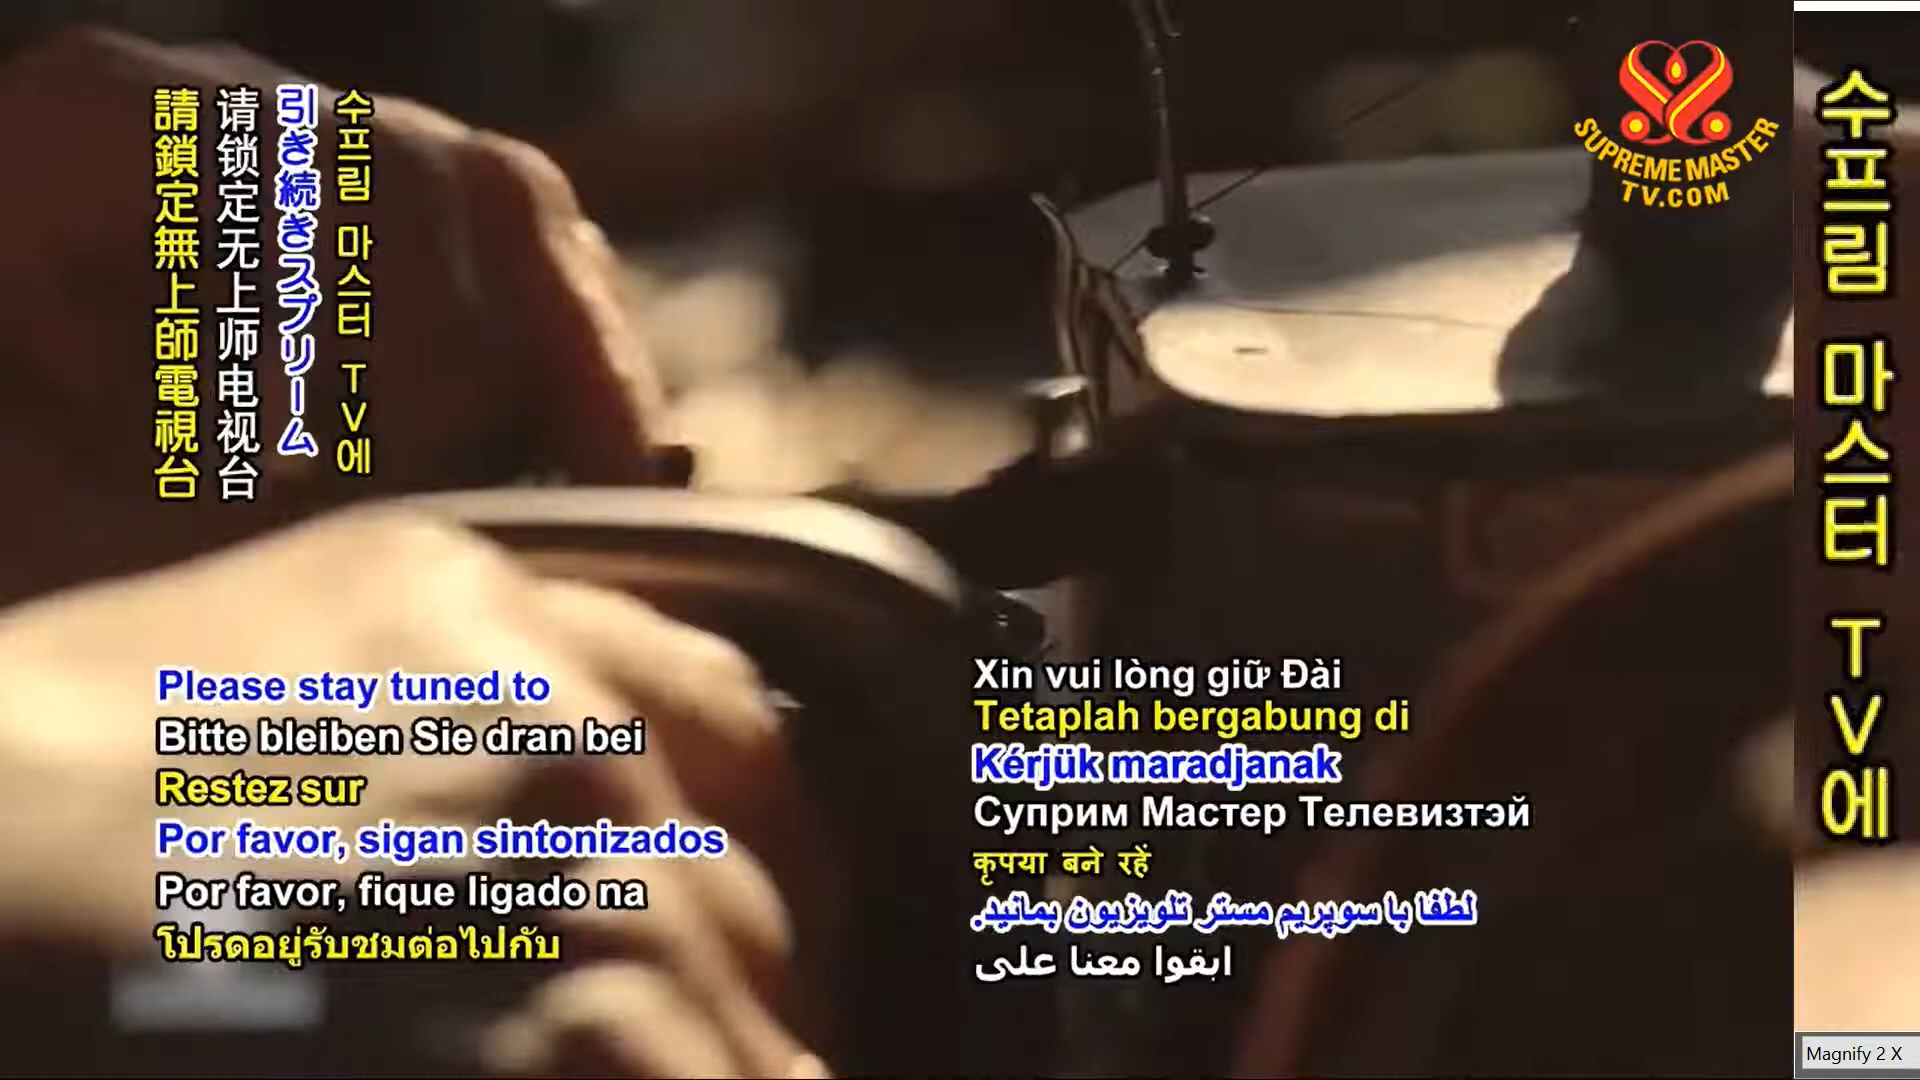 請鎖定無上師電視台
请锁定无上师电视台
引き続きスプリーム
수프림 마스터 TV에
SUPREME MASTER
TV.COM
Please stay tuned to
Bitte bleiben Sie dran bei
Restez sur
Por favor, sigan sintonizados
Por favor, fique ligado na
โปรดอยู่รับชมต่อไปกับ
Xin vui lòng giữ Đài
Tetaplah bergabung di
Kérjük maradjanak
Суприм Мастер Телевизтэй
कृपया बने रहें
لطفا با سوپریم مستر تلویزیون بمانید.
ابقوا معنا على
수프림 마스터 TV에
Magnify 2 X